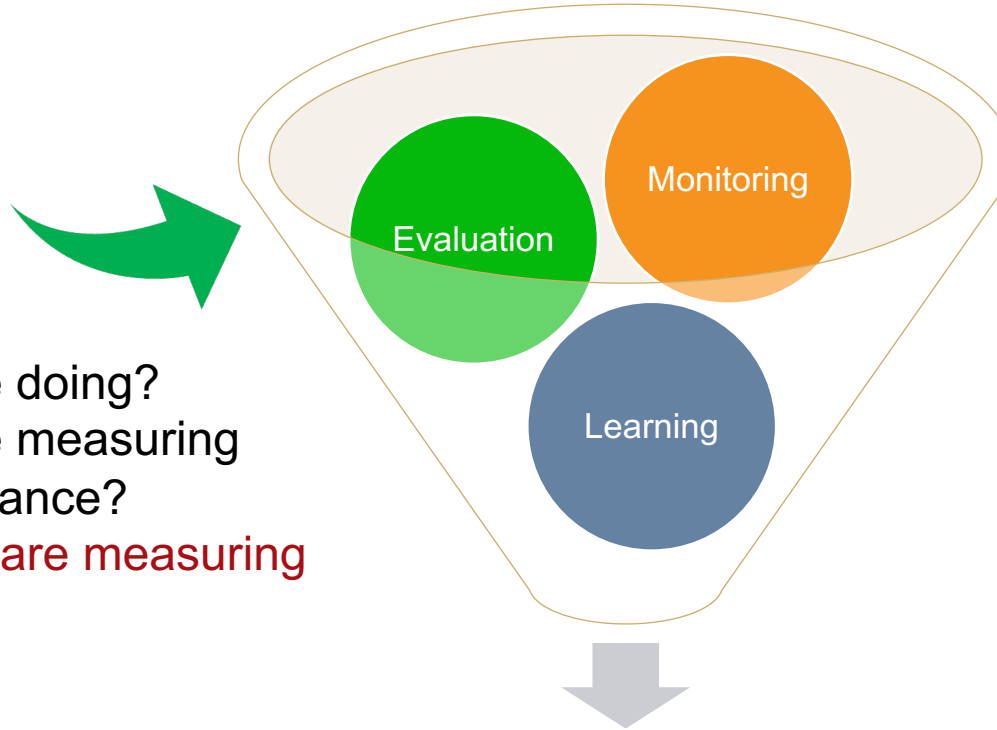 Monitoring
Evaluation
doing?
Learning
measuring
ance?
are measuring